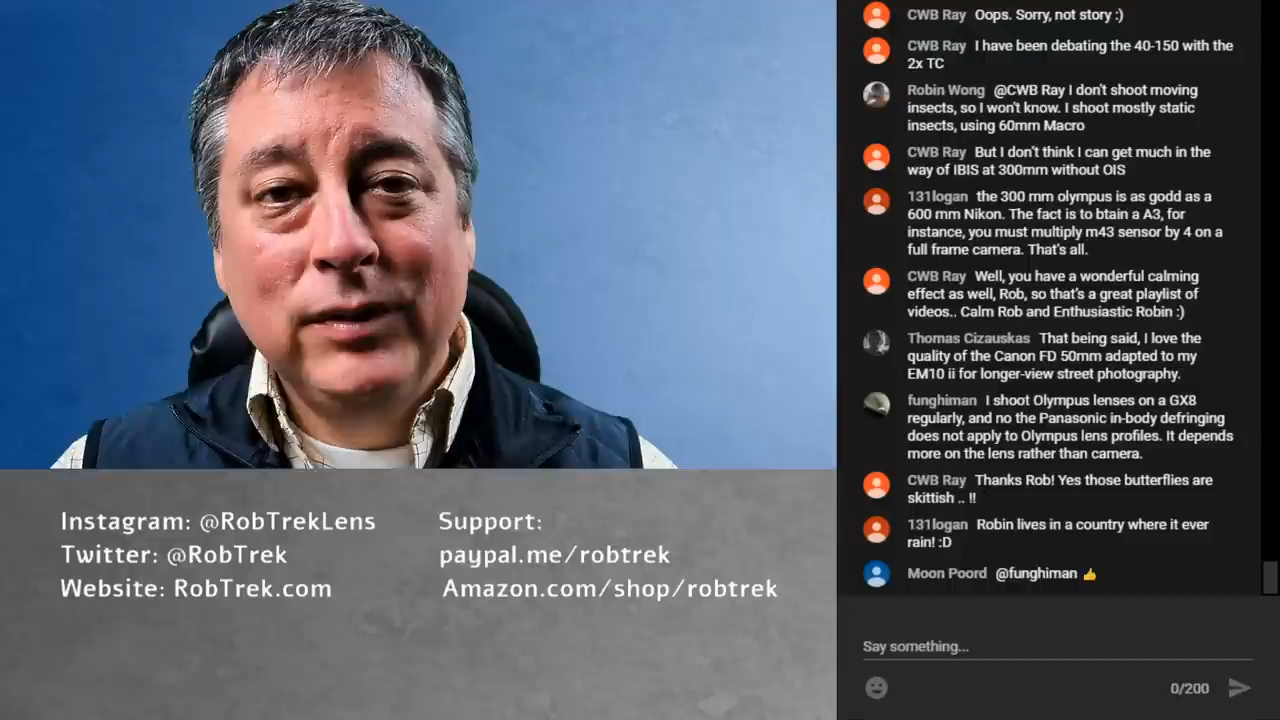 Instagram: @RobTrekLens
Twitter: @RobTrek
Website: RobTrek.com
Support:
paypal.me/robtrek
Amazon.com/shop/robtrek
CWB Ray Oops. Sorry, not story :)
CWB Ray I have been debating the 40-150 with the
2x TC
Robin Wong @CWB Ray I don't shoot moving
insects, so I won't know. I shoot mostly static
insects, using 60mm Macro
CWB Ray But I don't think I can get much in the
way of IBIS at 300mm without OIS
131logan the 300 mm olympus is as godd as a
600 mm Nikon. The fact is to btain a A3, for
instance, you must multiply m43 sensor by 4 on a
full frame camera. That's all.
CWB Ray Well, you have a wonderful calming
effect as well, Rob, so that's a great playlist of
videos.. Calm Rob and Enthusiastic Robin :)
Thomas Cizauskas That being said, I love the
quality of the Canon FD 50mm adapted to my
EM10 ii for longer-view street photography.
funghiman I shoot Olympus lenses on a GX8
regularly, and no the Panasonic in-body defringing
does not apply to Olympus lens profiles. It depends
more on the lens rather than camera.
CWB Ray Thanks Rob! Yes those butterflies are
skittish .. !!
131logan Robin lives in a country where it ever
rain! :D
Moon Poord @funghiman 👍
Say something...
0/200